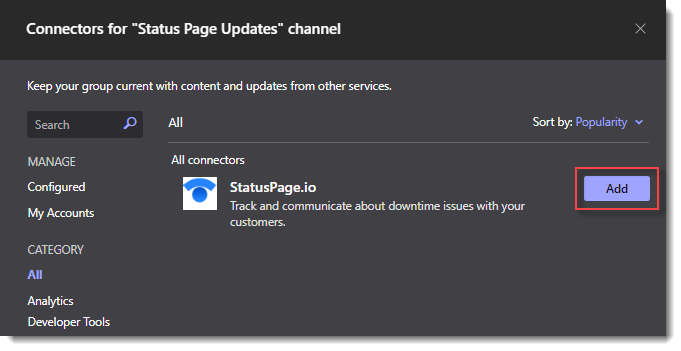 Connectors for "Status Page Updates" channel
Keep your group current with content and updates from other services.
Search
All
Sort by: Popularity
MANAGE
All connectors
Configured
StatusPage.io
Add
Track and communicate about downtime issues with your
customers.
My Accounts
CATEGORY
All
Analytics
Developer Tools